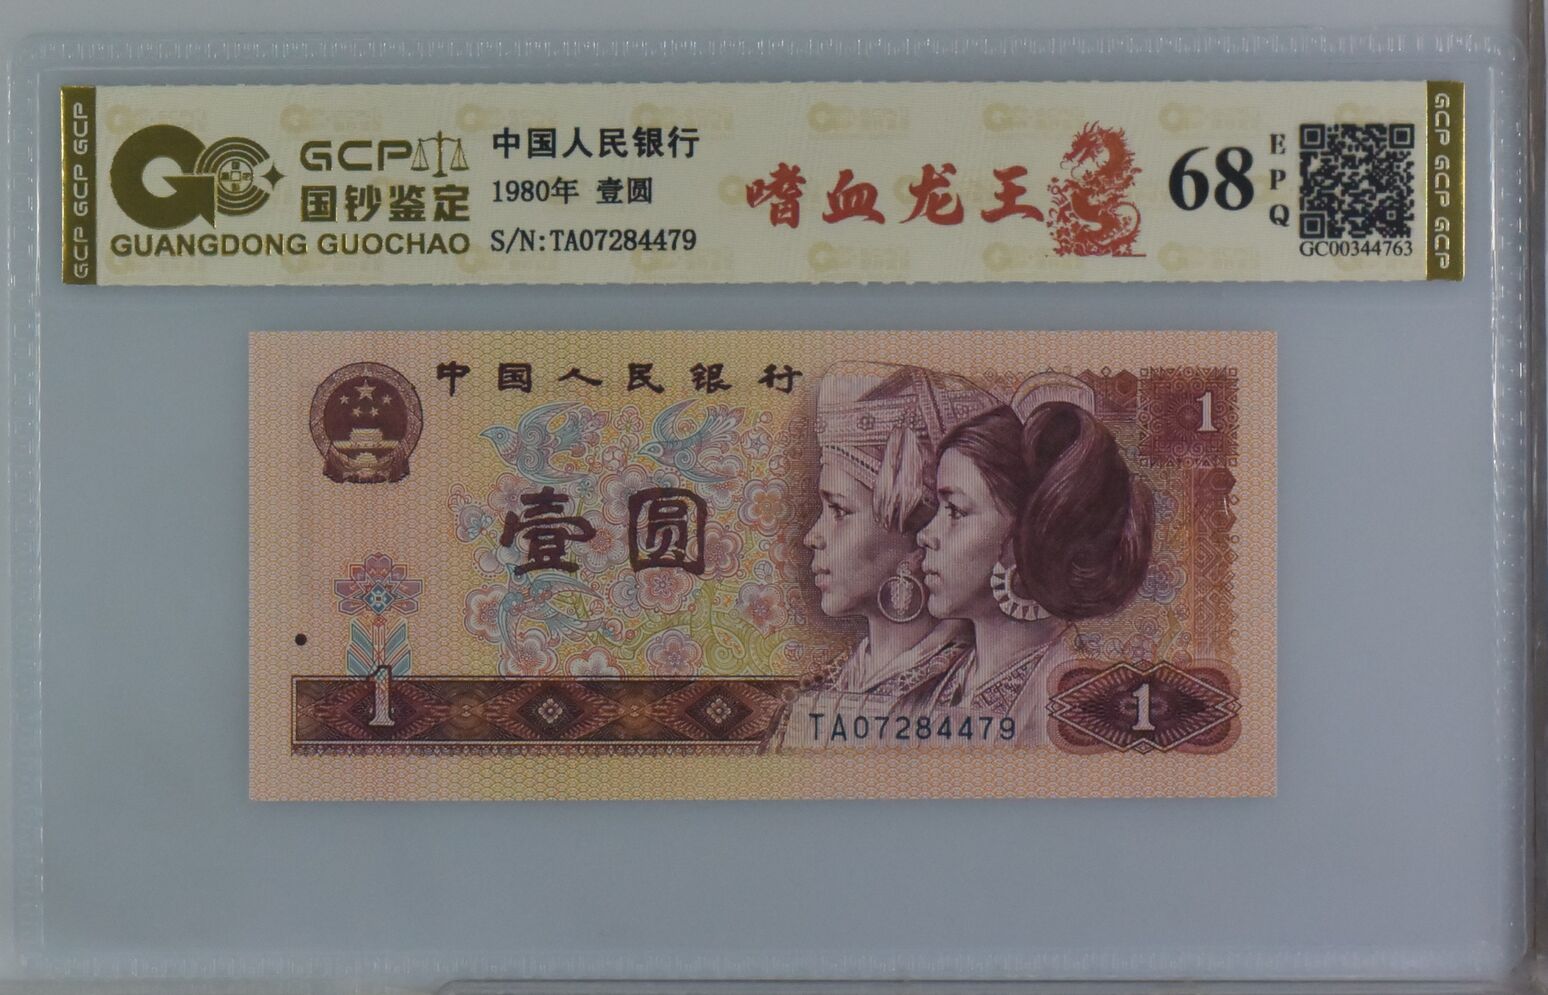 GCP GCP GCP
GCP
国钞鉴定
GUANGDONG GUOCHAO
中国人民银行
1980年 壹圆
S/N:TA07284479
嗜血龙王
68
EPQ
GC00344763
GCP GCP GCP
中国人民银行
1
壹圆
1
TA07284479
1